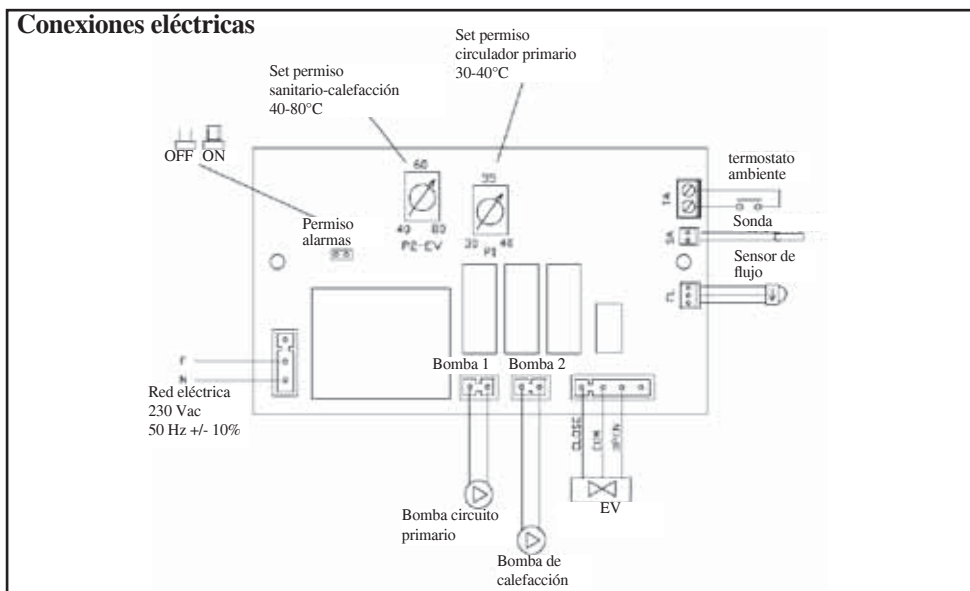 Conexiones eléctricas
Set permiso
circulador primario
30-40°C
Set permiso
sanitario-calefacción
40-80°C
OFF ON
60
35
termostato
ambiente
TA
Permiso
alarmas
40 80
P2-EV
30 40
P1
Sonda
SA
Sensor de
flujo
FL
F
N
Bomba 1 Bomba 2
Red eléctrica
230 Vac
50 Hz +/- 10%
CLOSE
COM
OPEN
EV
Bomba circuito
primario
Bomba de
calefacción